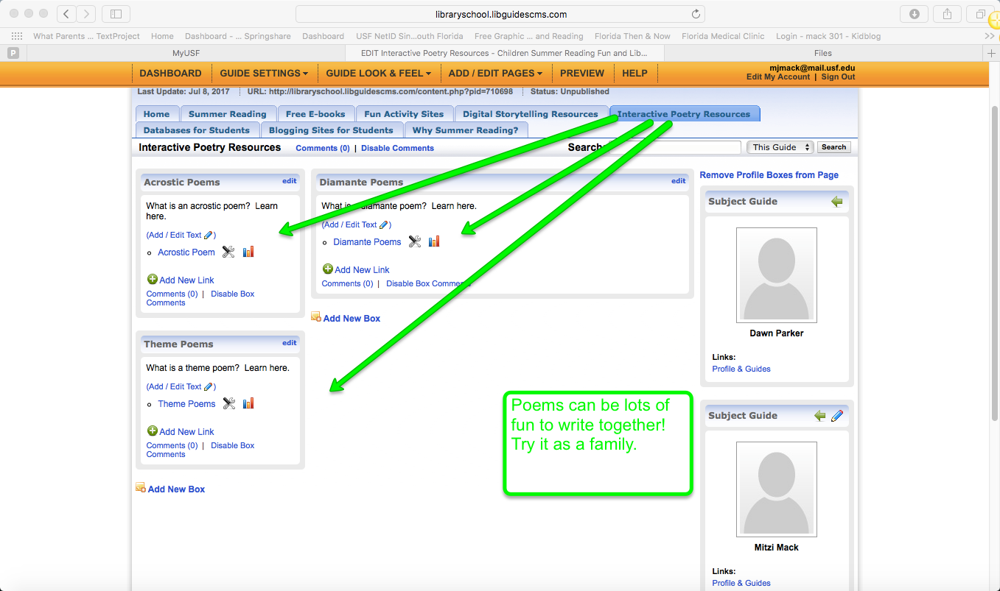 libraryschool.libguidescms.com
What Parents ... TextProject Home Dashboard - ... Springshare Dashboard USF NetID Sin...outh Florida Free Graphic ... and Reading Florida Then & Now Florida Medical Clinic Login - mack 301 - Kidblog >>
P MyUSF EDIT Interactive Poetry Resources - Children Summer Reading Fun and Lib... Files +
DASHBOARD GUIDE SETTINGS GUIDE LOOK & FEEL ADD / EDIT PAGES PREVIEW HELP
mjmack@mail.usf.edu
Edit My Account | Sign Out
Last Update: Jul 8, 2017 URL: http://libraryschool.libguidescms.com/content.php?pid=710698 Status: Unpublished
Home Summer Reading Free E-books Fun Activity Sites Digital Storytelling Resources Interactive Poetry Resources
Databases for Students Blogging Sites for Students Why Summer Reading?
Interactive Poetry Resources Comments (0) | Disable Comments Search: This Guide Search
Acrostic Poems edit
What is an acrostic poem? Learn
here.
(Add / Edit Text )
Acrostic Poem
Add New Link
Comments (0) | Disable Box
Comments
Diamante Poems edit
What is diamante poem? Learn here.
(Add / Edit Text )
Diamante Poems
Add New Link
Comments (0) | Disable Box Comments
Add New Box
Theme Poems edit
What is a theme poem? Learn here.
(Add / Edit Text )
Theme Poems
Add New Link
Comments (0) | Disable Box
Comments
Add New Box
Poems can be lots of
fun to write together!
Try it as a family.
Remove Profile Boxes from Page
Subject Guide
Dawn Parker
Links:
Profile & Guides
Subject Guide
Mitzi Mack
Links:
Profile & Guides